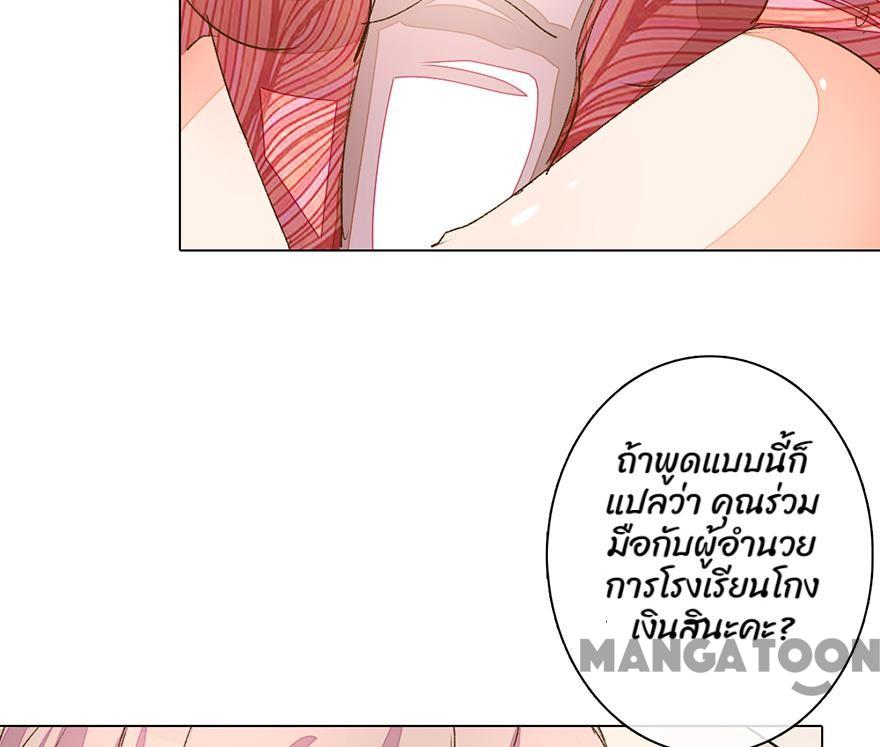 ถ้าพูดแบบนี้ก็
แปลว่า คุณร่วม
มือกับผู้อำนวย
การโรงเรียนโกง
เงินสินะคะ?
MANGATOON